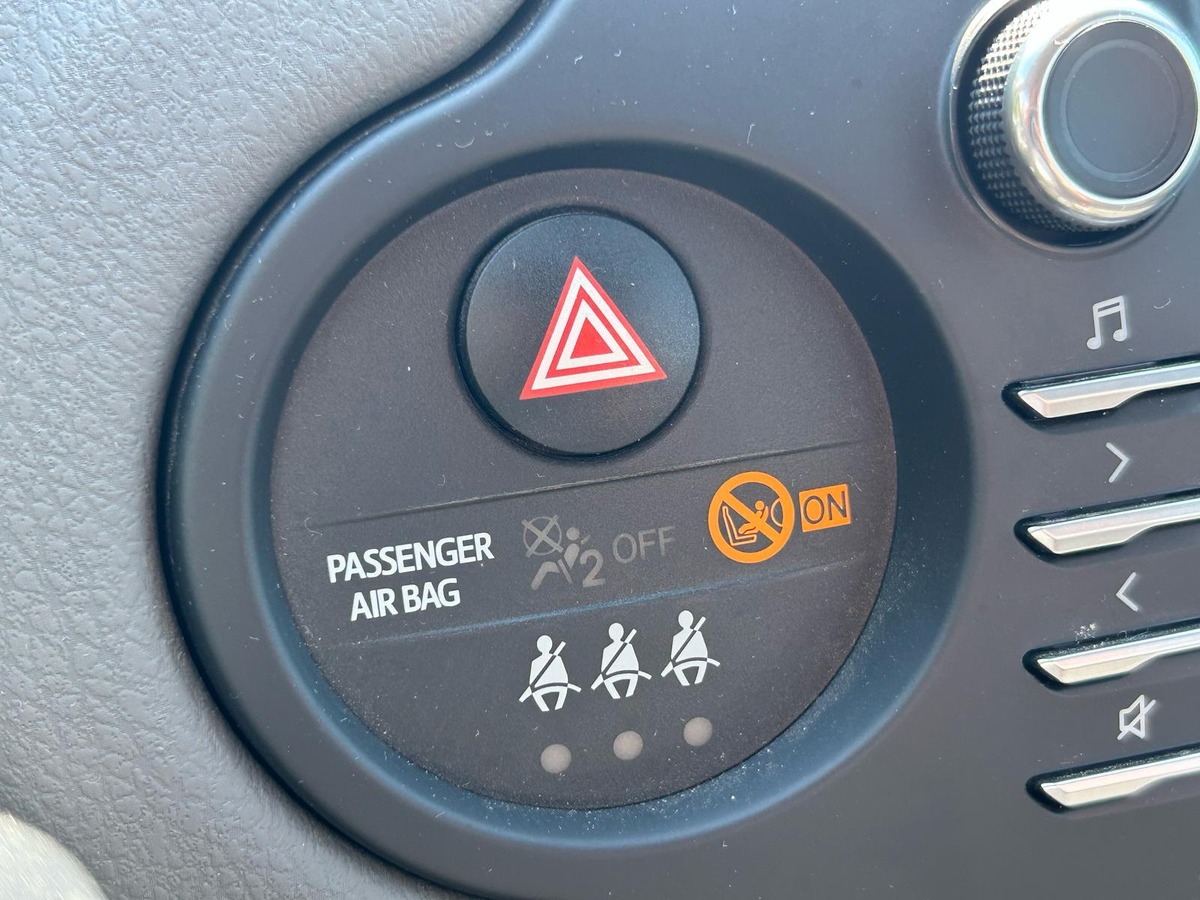 PASSENGER
AIR BAG
2 OFF
ON